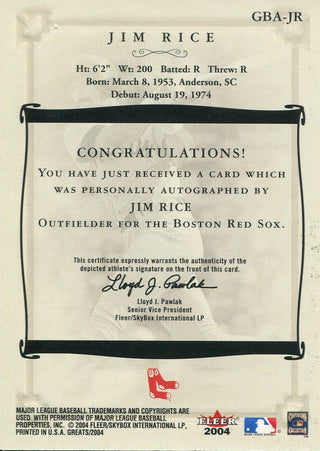 GBA-JR
JIM RICE
Ht: 6'2" Wt: 200 Batted: R Threw: R
Born: March 8, 1953, Anderson, SC
Debut: August 19, 1974
CONGRATULATIONS!
YOU HAVE JUST RECEIVED A CARD WHICH
WAS PERSONALLY AUTOGRAPHED BY
JIM RICE
OUTFIELDER FOR THE BOSTON RED SOX.
This certificate expressly warrants the authenticity of the
depicted athlete's signature on the front of this card.
Lloyd J. Pawlak
Lloyd J. Pawlak
Senior Vice President
Fleer/SkyBox International LP
MAJOR LEAGUE BASEBALL TRADEMARKS AND COPYRIGHTS ARE
USED WITH PERMISSION OF MAJOR LEAGUE BASEBALL
PROPERTIES, INC. © 2004 FLEER/SKYBOX INTERNATIONAL LP,
PRINTED IN U.S.A. GREATS/2004
FLEER
2004